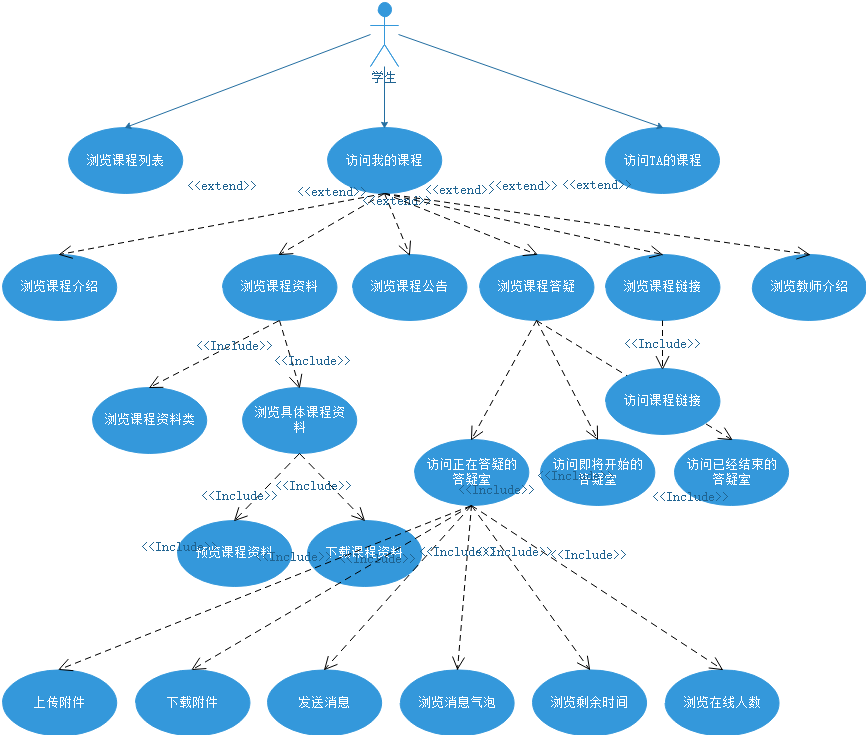 学生
浏览课程列表
访问我的课程
访问TA的课程
<<extend>>
<<extend>>
<<extend>>
<<extend>>
<<extend>>
<<extend>>
浏览课程介绍
浏览课程资料
浏览课程公告
浏览课程答疑
浏览课程链接
浏览教师介绍
<<Include>>
<<Include>>
<<Include>>
浏览课程资料类
浏览具体课程资
料
访问课程链接
访问正在答疑的
答疑室
访问即将开始的
答疑室
访问已经结束的
答疑室
<<Include>>
<<Include>>
<<Include>>
<<Include>>
<<Include>>
预览课程资料
下载课程资料
<<Include>>
<<Include>>
<<Include>>
<<Include>>
<<Include>>
<<Include>>
上传附件
下载附件
发送消息
浏览消息气泡
浏览剩余时间
浏览在线人数